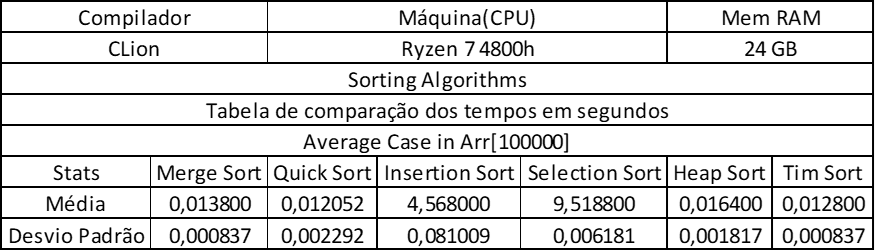 Compilador Máquina(CPU) Mem RAM
CLion Ryzen 7 4800h 24 GB
Sorting Algorithms
Tabela de comparação dos tempos em segundos
Average Case in Arr[100000]
Stats Merge Sort Quick Sort Insertion Sort Selection Sort Heap Sort Tim Sort
Média 0,013800 0,012052 4,568000 9,518800 0,016400 0,012800
Desvio Padrão 0,000837 0,002292 0,081009 0,006181 0,001817 0,000837